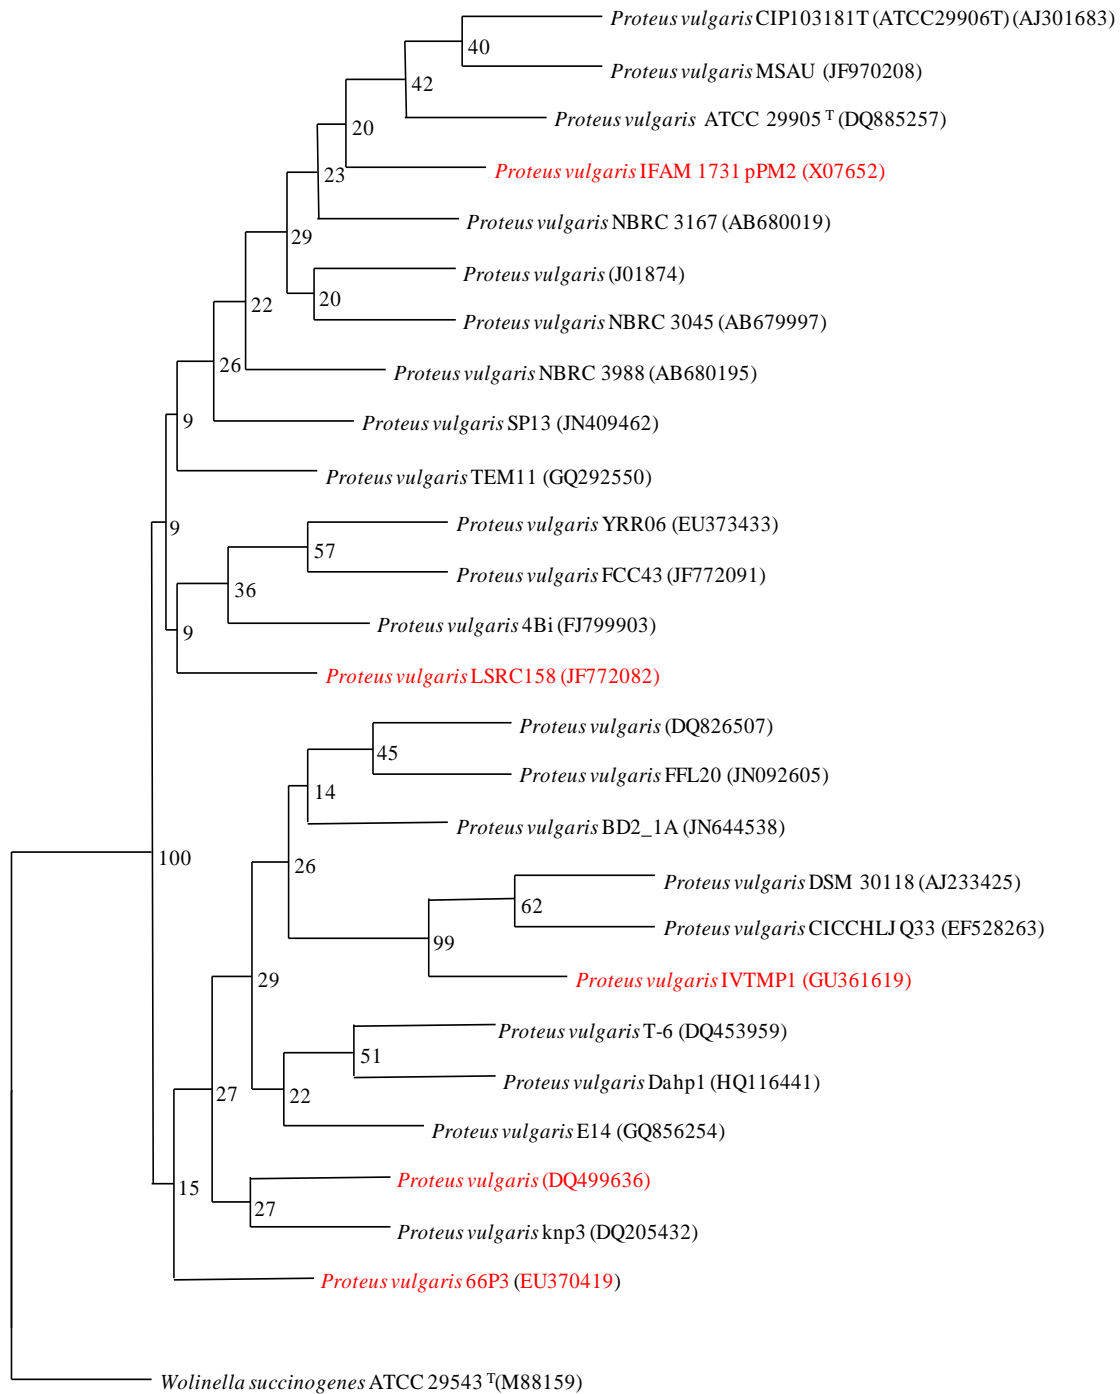 Proteus vulgaris CIP103181T (ATCC29906T) (AJ301683)
40
Proteus vulgaris MSAU (JF970208)
42
Proteus vulgaris ATCC 29905 T (DQ885257)
20
Proteus vulgaris IFAM 1731 pPM2 (X07652)
23
Proteus vulgaris NBRC 3167 (AB680019)
29
Proteus vulgaris (J01874)
20
22
Proteus vulgaris NBRC 3045 (AB679997)
26
Proteus vulgaris NBRC 3988 (AB680195)
9
Proteus vulgaris SP13 (JN409462)
Proteus vulgaris TEM11 (GQ292550)
9
Proteus vulgaris YRR06 (EU373433)
57
Proteus vulgaris FCC43 (JF772091)
36
Proteus vulgaris 4Bi (FJ799903)
9
Proteus vulgaris LSRC158 (JF772082)
Proteus vulgaris (DQ826507)
45
Proteus vulgaris FFL20 (JN092605)
14
Proteus vulgaris BD2_1A (JN644538)
100
26
Proteus vulgaris DSM 30118 (AJ233425)
62
Proteus vulgaris CICCHLJ Q33 (EF528263)
99
Proteus vulgaris IVTMP1 (GU361619)
29
Proteus vulgaris T-6 (DQ453959)
51
Proteus vulgaris Dahp1 (HQ116441)
27
22
Proteus vulgaris E14 (GQ856254)
Proteus vulgaris (DQ499636)
15
27
Proteus vulgaris knp3 (DQ205432)
Proteus vulgaris 66P3 (EU370419)
Wolinella succinogenes ATCC 29543 T(M88159)